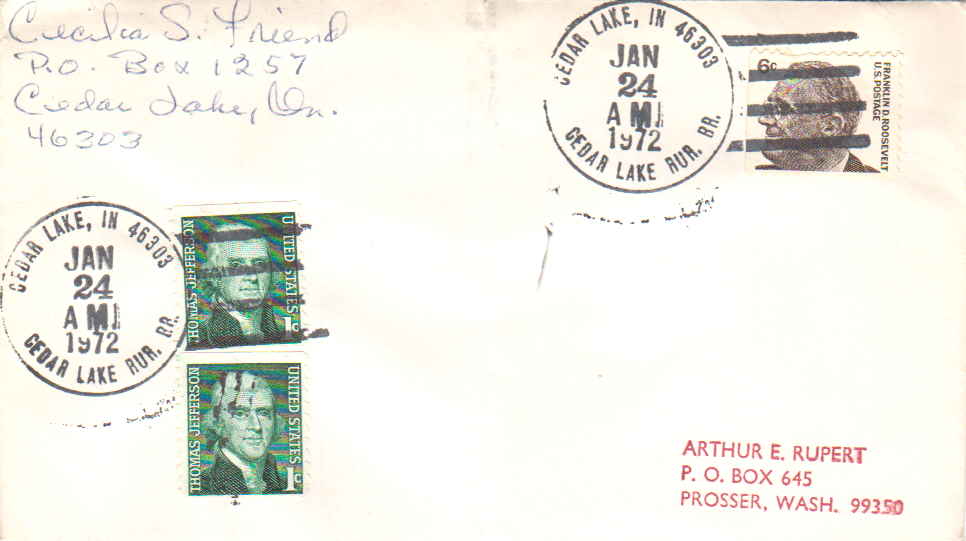 Cecilia S. Friend
P.O. Box 1257
Cedar Lake, In.
46303
CEDAR LAKE, IN 46303
JAN
24
AM
1972
CEDAR LAKE RUR. BR.
6c
FRANKLIN D. ROOSEVELT
U.S. POSTAGE
CEDAR LAKE, IN 46303
JAN
24
AM
1972
CEDAR LAKE RUR. BR.
THOMAS JEFFERSON
UNITED STATES
1c
THOMAS JEFFERSON
UNITED STATES
1c
ARTHUR E. RUPERT
P. O. BOX 645
PROSSER, WASH. 99350